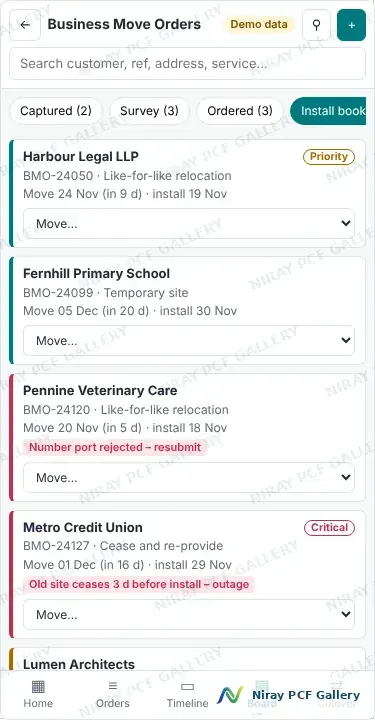 ← Business Move Orders Demo data +
Search customer, ref, address, service...
Captured (2) Survey (3) Ordered (3) Install book
Harbour Legal LLP Priority
BMO-24050 · Like-for-like relocation
Move 24 Nov (in 9 d) · install 19 Nov
Move...
Fernhill Primary School
BMO-24099 · Temporary site
Move 05 Dec (in 20 d) · install 30 Nov
Move...
Pennine Veterinary Care
BMO-24120 · Like-for-like relocation
Move 20 Nov (in 5 d) · install 18 Nov
Number port rejected – resubmit
Move...
Metro Credit Union Critical
BMO-24127 · Cease and re-provide
Move 01 Dec (in 16 d) · install 29 Nov
Old site ceases 3 d before install – outage
Move...
Lumen Architects
Home Orders Timeline Board Cutover
Niray PCF Gallery
NIRAY PCF GALLERY